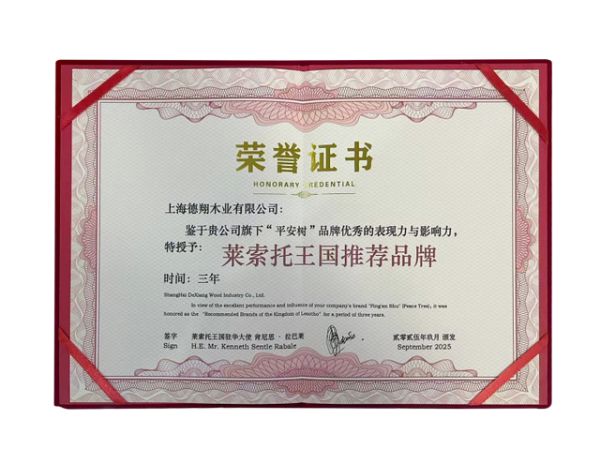 荣誉证书
HONORARY CREDENTIAL
上海德翔木业有限公司：
鉴于贵公司旗下“平安树”品牌优秀的表现力与影响力，
特授予：莱索托王国推荐品牌
时间：三年
ShangHai DeXiang Wood Industry Co., Ltd.
In view of the excellent performance and influence of your company's brand "Ping'an Shu" (Peace Tree), it was
honored as the "Recommended Brands of the Kingdom of Lesotho" for a period of three years.
签字 莱索托王国驻华大使 肯尼思·拉巴莱 贰零贰伍年玖月 颁发
Sign H.E. Mr. Kenneth Sentle Rabale September 2025